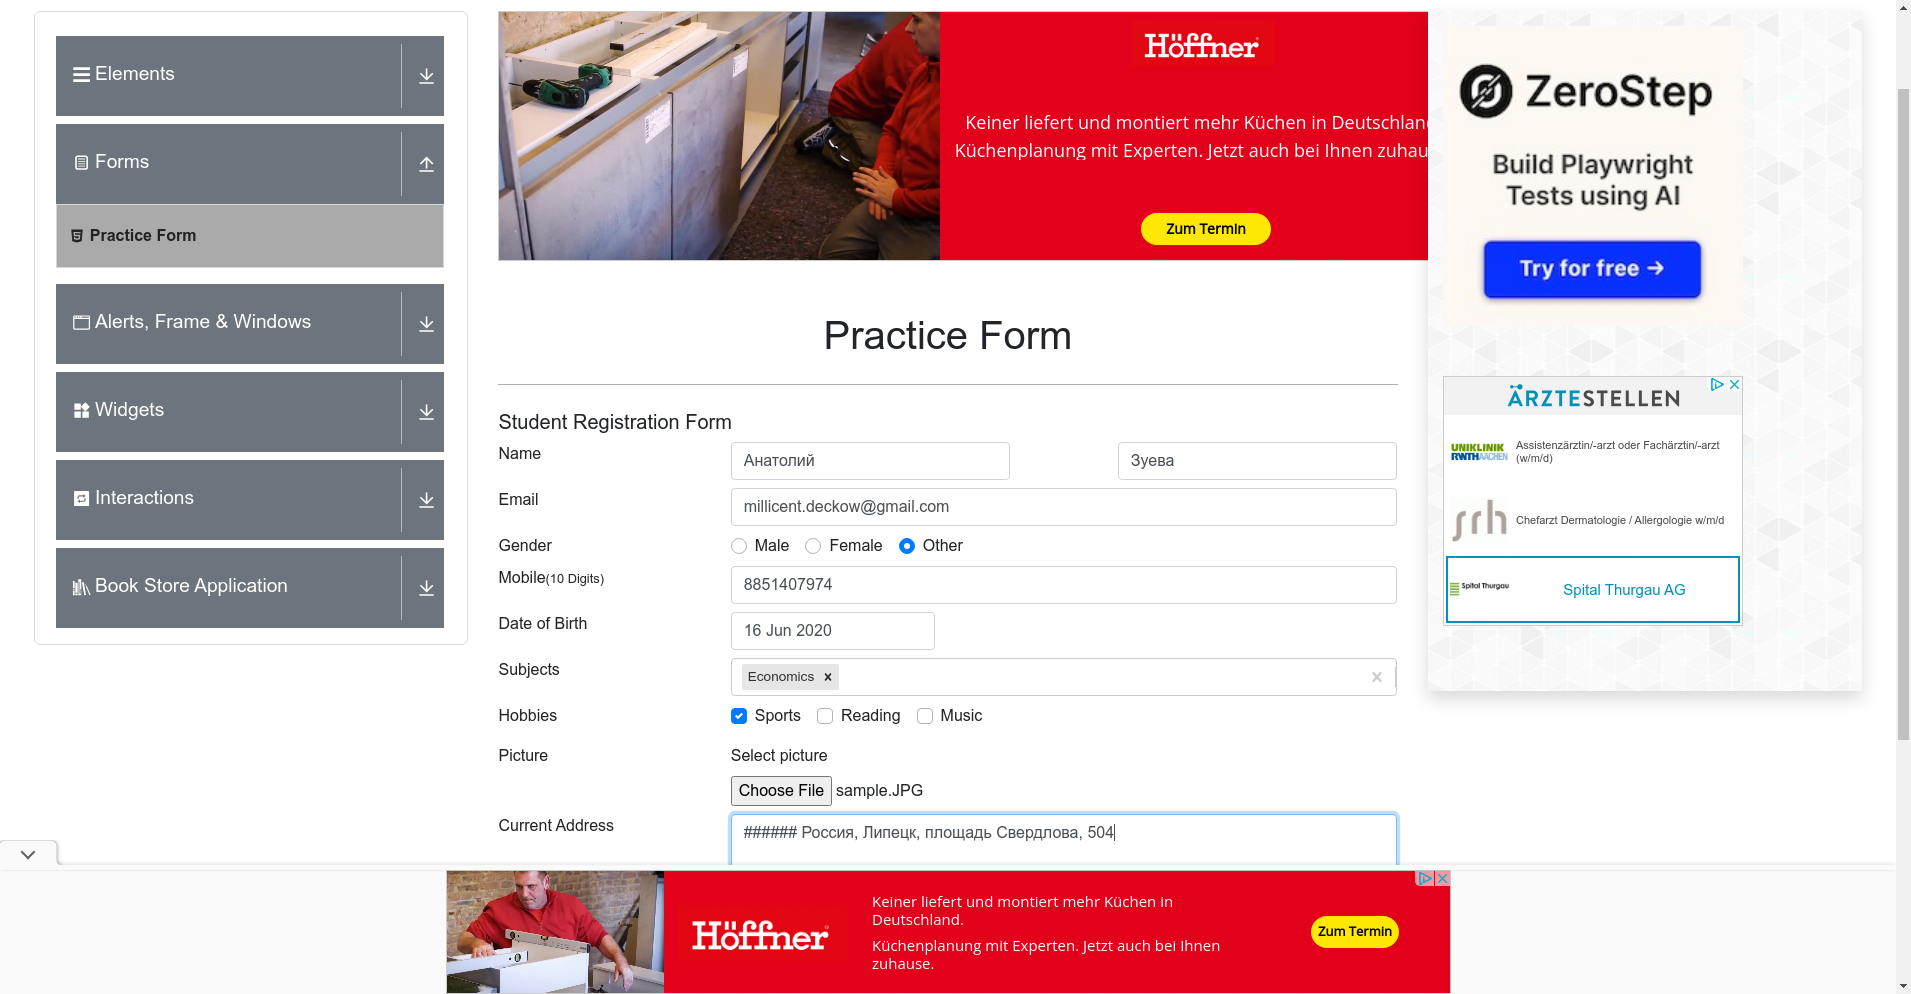 Elements
Forms
Practice Form
Alerts, Frame & Windows
Widgets
Interactions
Book Store Application
Höffner
Keiner liefert und montiert mehr Küchen in Deutschlan
Küchenplanung mit Experten. Jetzt auch bei Ihnen zuhau
Zum Termin
Practice Form
Student Registration Form
Name Анатолий Зуева
Email millicent.deckow@gmail.com
Gender Male Female Other
Mobile(10 Digits) 8851407974
Date of Birth 16 Jun 2020
Subjects Economics
Hobbies Sports Reading Music
Picture Select picture
Choose File sample.JPG
Current Address ###### Россия, Липецк, площадь Свердлова, 504
ZeroStep
Build Playwright
Tests using AI
Try for free →
ÄRZTESTELLEN
UNIKLINIK
RWTHAACHEN
Assistenzärztin/-arzt oder Fachärztin/-arzt
(w/m/d)
srh
Chefarzt Dermatologie / Allergologie w/m/d
Spital Thurgau
Spital Thurgau AG
Höffner
Keiner liefert und montiert mehr Küchen in
Deutschland.
Küchenplanung mit Experten. Jetzt auch bei Ihnen
zuhause.
Zum Termin